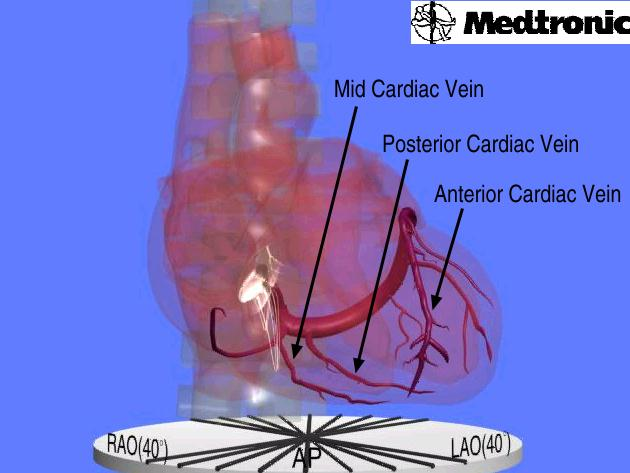 Medtronic
Mid Cardiac Vein
Posterior Cardiac Vein
Anterior Cardiac Vein
RAO(40°)
AP
LAO(40°)